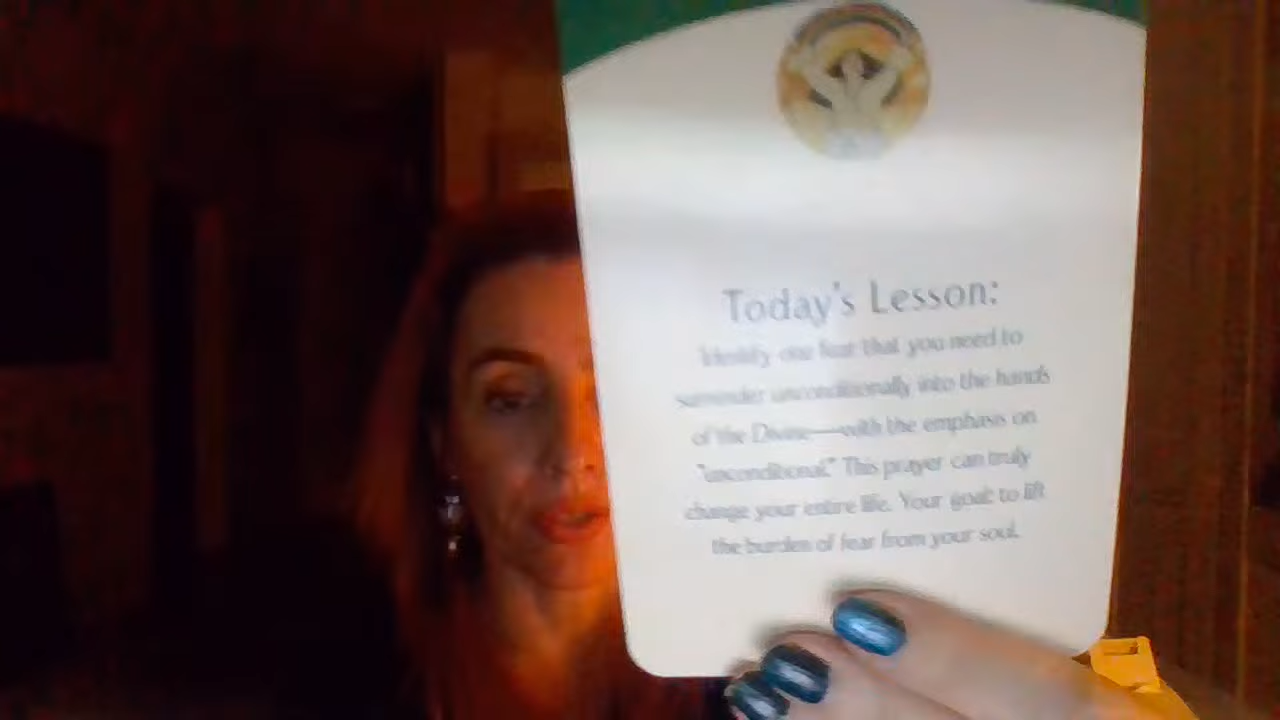 Today's Lesson:
Identify one fear that you need to
surrender unconditionally into the hands
of the Divine—with the emphasis on
"unconditional." This prayer can truly
change your entire life. Your goal: to lift
the burden of fear from your soul.